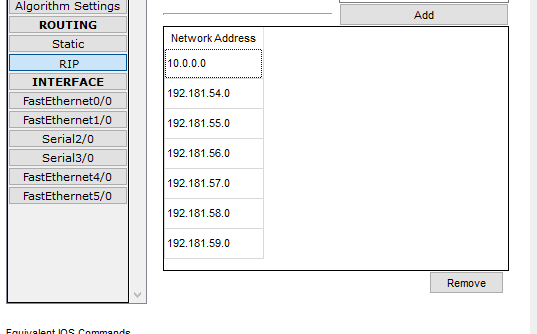 Algorithm Settings
ROUTING
Static
RIP
INTERFACE
FastEthernet0/0
FastEthernet1/0
Serial2/0
Serial3/0
FastEthernet4/0
FastEthernet5/0
Add
Network Address
10.0.0.0
192.181.54.0
192.181.55.0
192.181.56.0
192.181.57.0
192.181.58.0
192.181.59.0
Remove
Equivalent IOS Commands